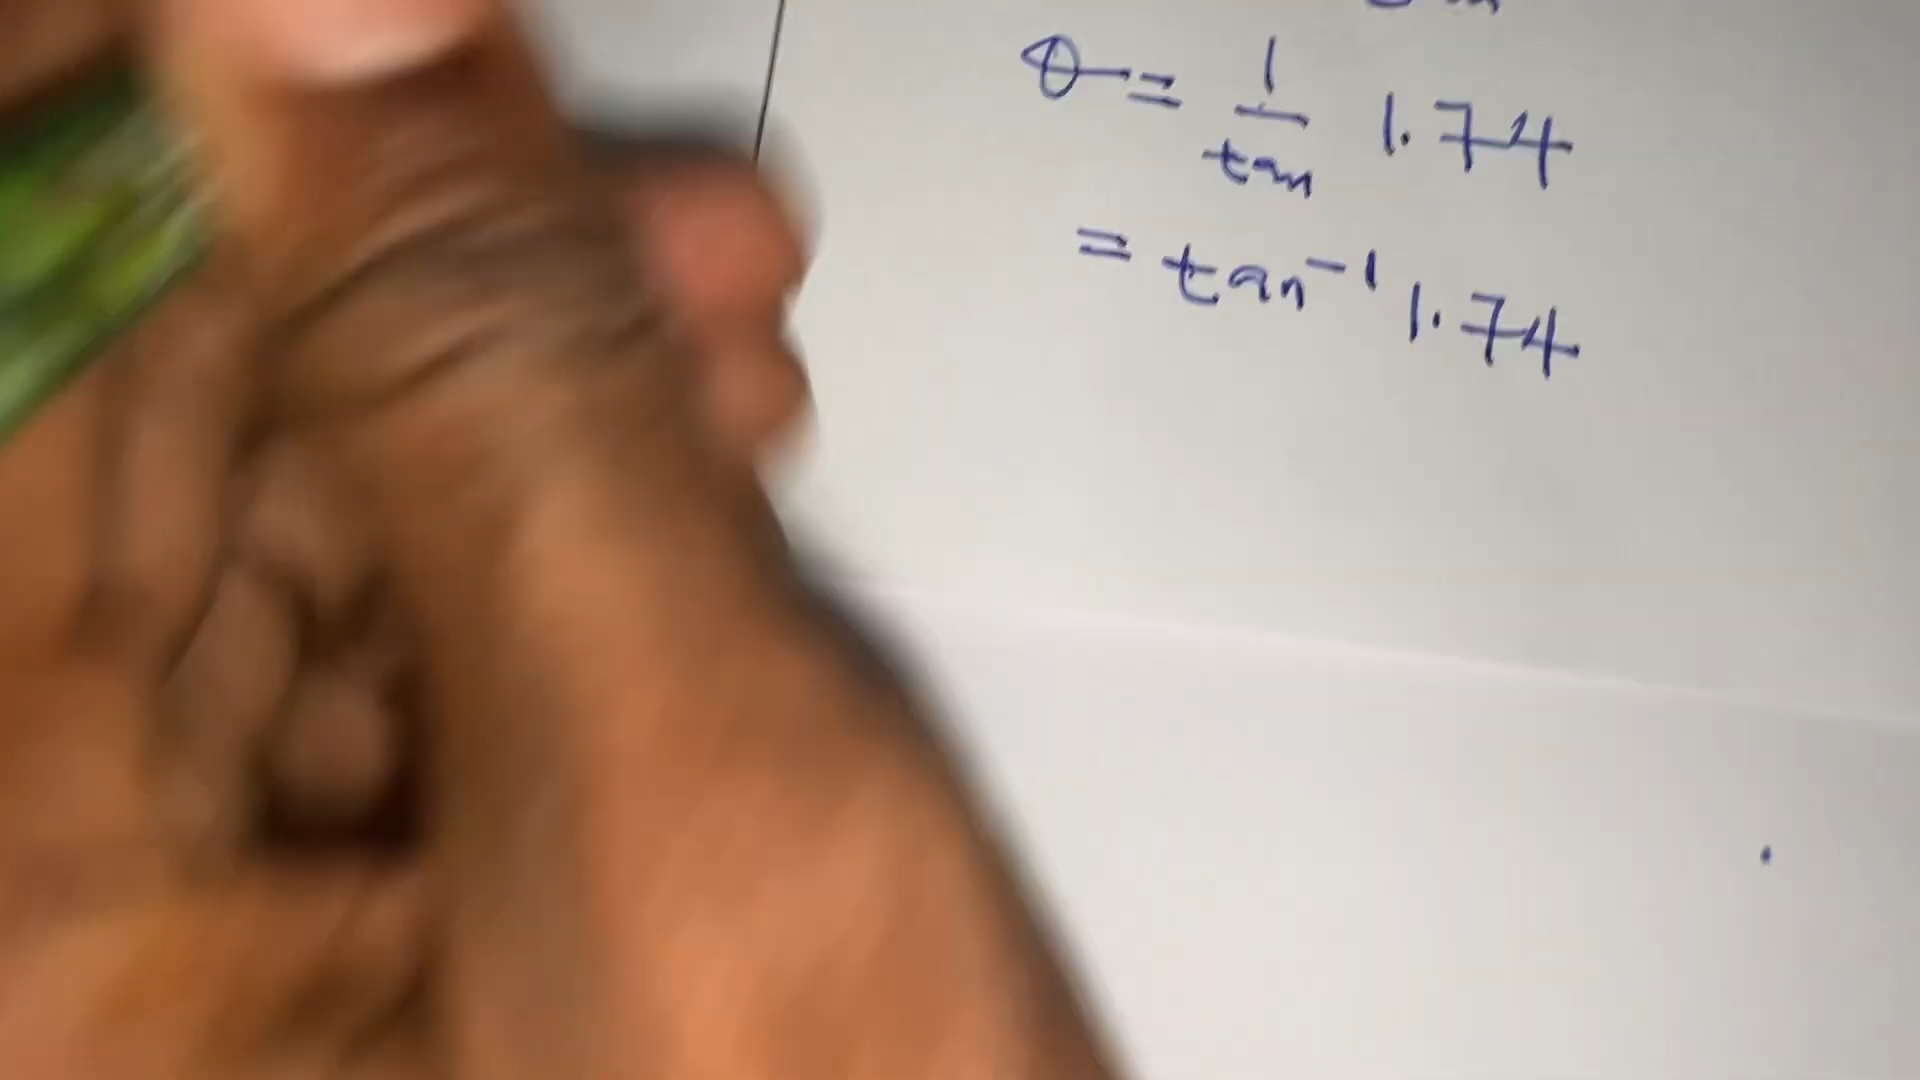 θ = 1/tan 1.74
= tan⁻¹ 1.74